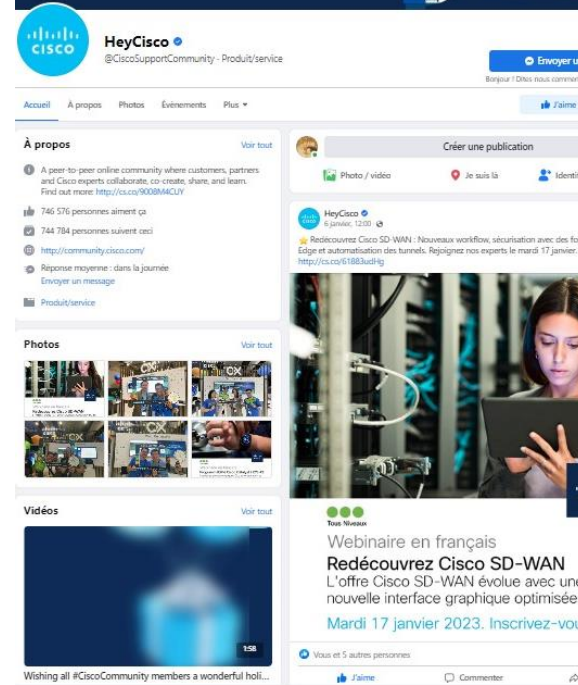 CISCO
HeyCisco
@CiscoSupportCommunity · Produit/service
Envoyer u
Bonjour ! Dites nous commen
Accueil
À propos
Photos
Évènements
Plus
J'aime
À propos
Voir tout
A peer-to-peer online community where customers, partners
and Cisco experts collaborate, co-create, share, and learn.
Find out more: http://cs.co/9008M4CUY
746 576 personnes aiment ça
744 784 personnes suivent ceci
http://community.cisco.com/
Réponse moyenne : dans la journée
Envoyer un message
Produit/service
Photos
Voir tout
Vidéos
Voir tout
1:58
Wishing all #CiscoCommunity members a wonderful holi...
Créer une publication
Photo / vidéo
Je suis là
Identif
HeyCisco
6 janvier, 12:00
Redécouvrez Cisco SD-WAN : Nouveaux workflow, sécurisation avec des fo
Edge et automatisation des tunnels. Rejoignez nos experts le mardi 17 janvier.
http://cs.co/61883udHg
Tous Niveaux
Webinaire en français
Redécouvrez Cisco SD-WAN
L'offre Cisco SD-WAN évolue avec une
nouvelle interface graphique optimisée
Mardi 17 janvier 2023. Inscrivez-vou
Vous et 5 autres personnes
J'aime
Commenter